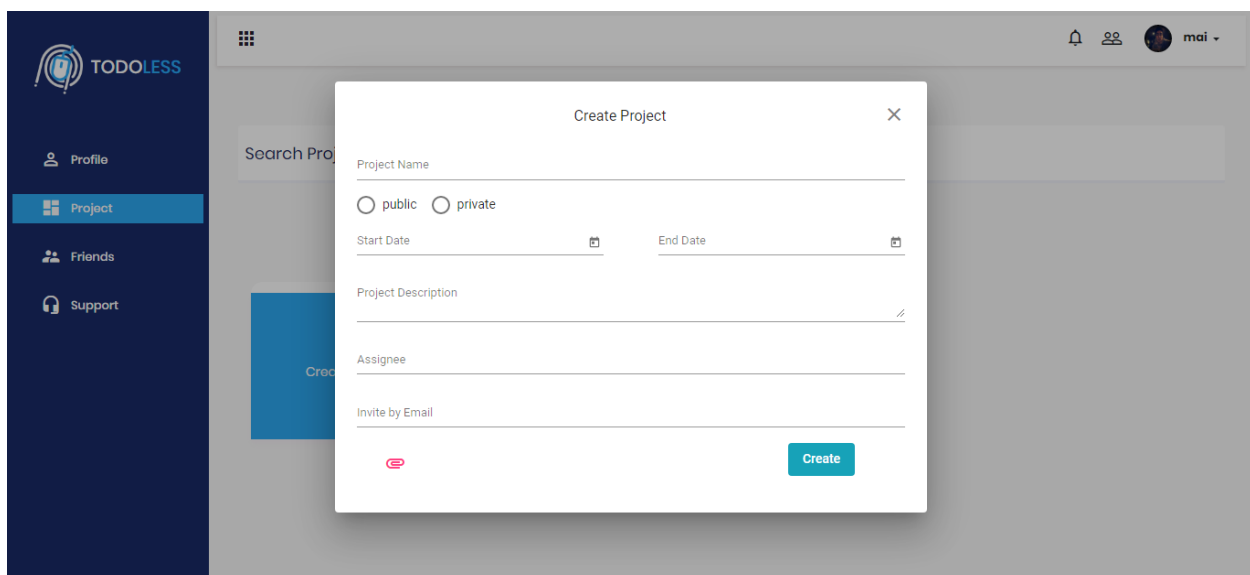 TODOLESS
mai
Profile
Project
Friends
Support
Search Proj
Crea
Create Project
Project Name
public private
Start Date End Date
Project Description
Assignee
Invite by Email
Create